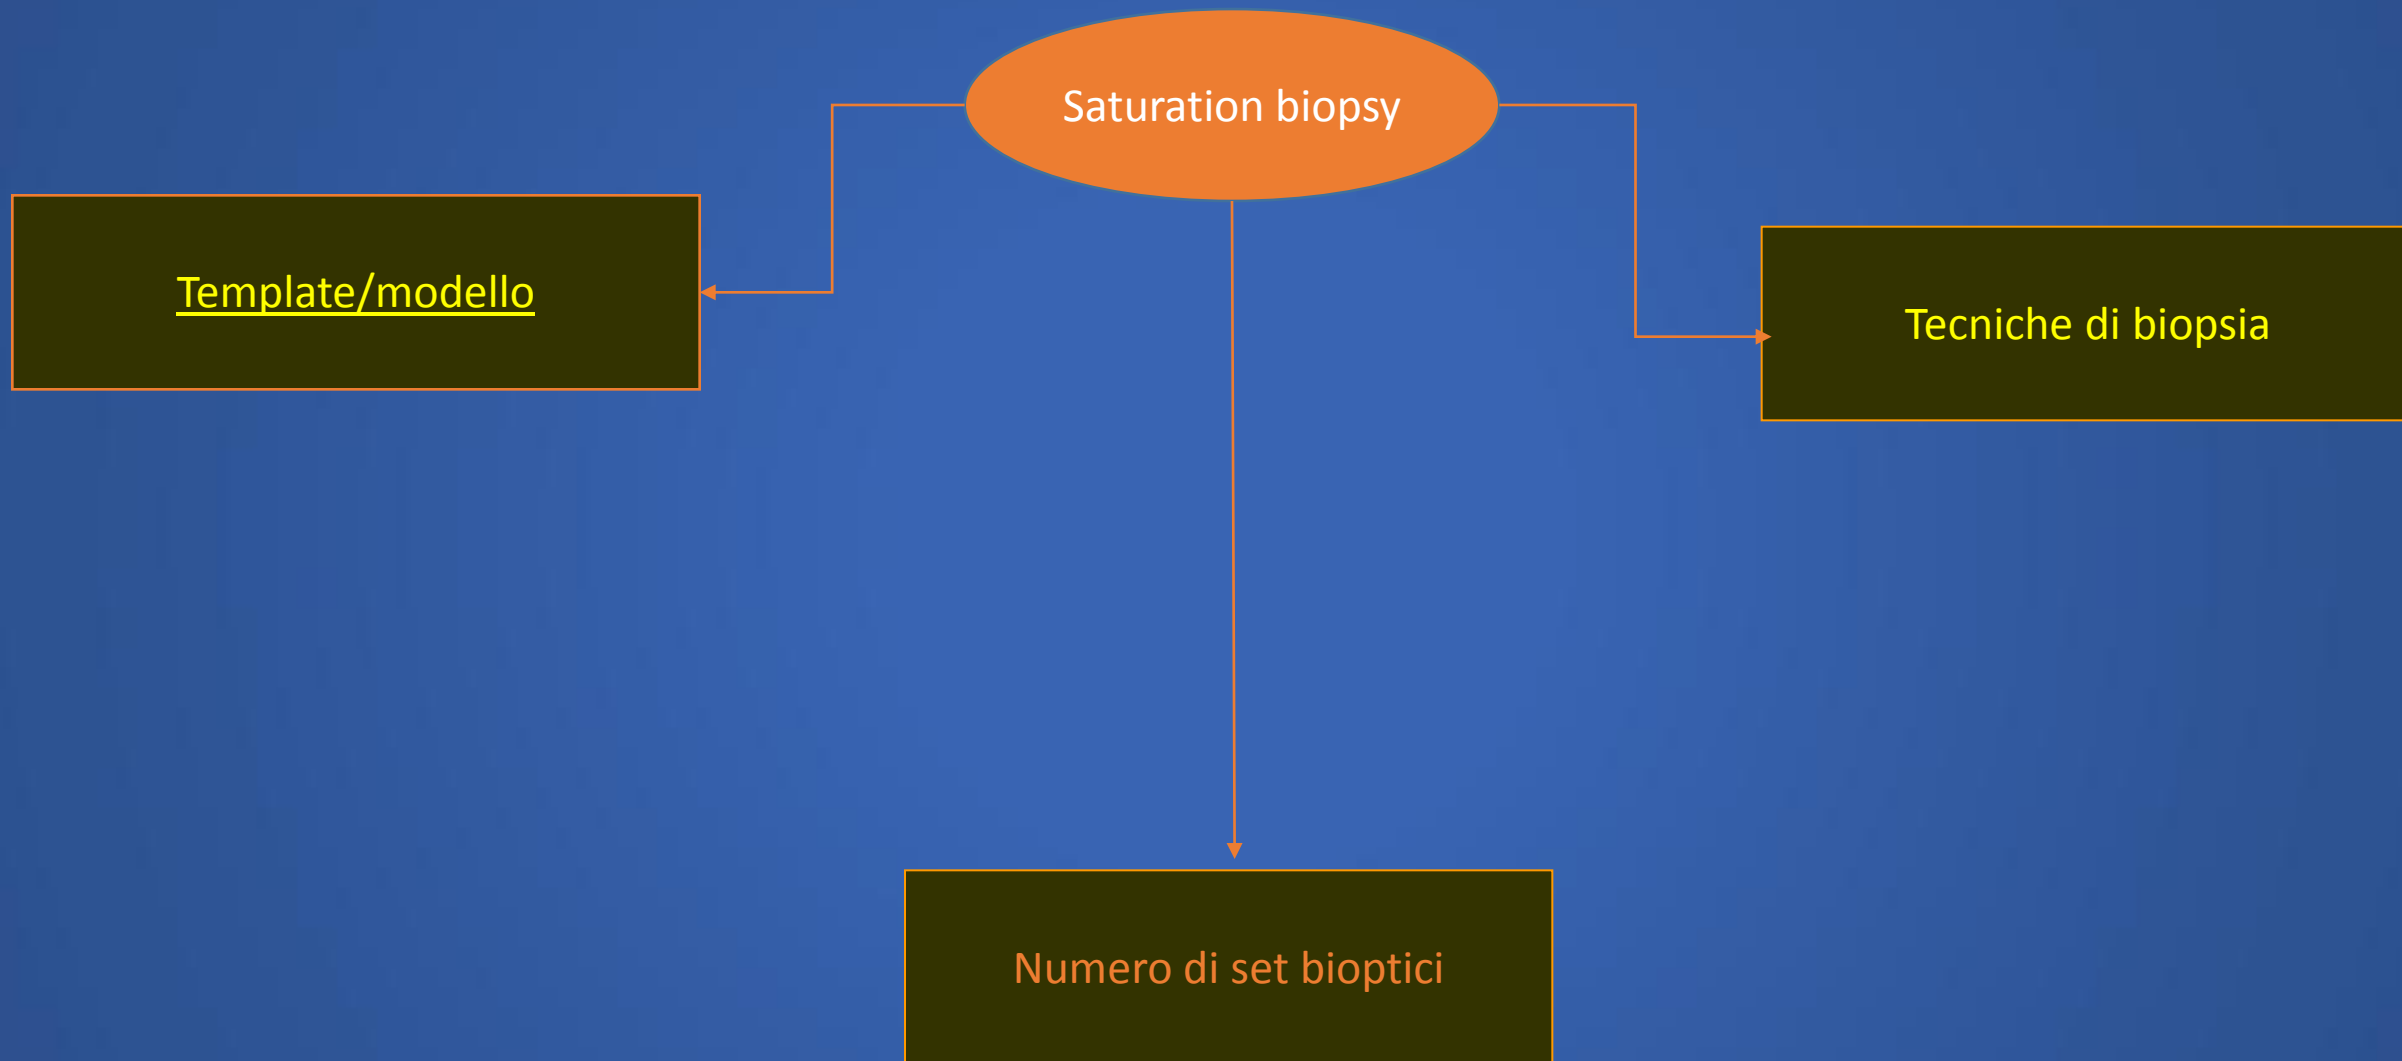 Saturation biopsy
Template/modello
Tecniche di biopsia
Numero di set bioptici